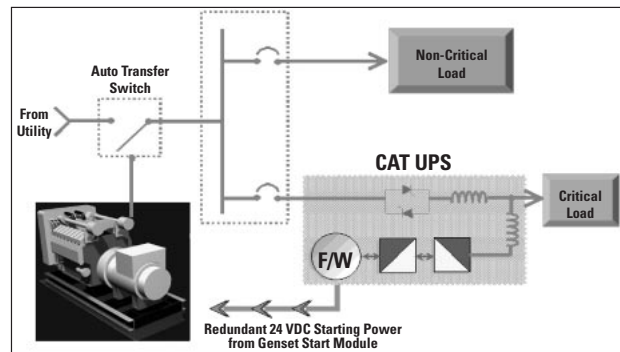 Auto Transfer
Switch
From
Utility
Non-Critical
Load
CAT UPS
Critical
Load
F/W
Redundant 24 VDC Starting Power
from Genset Start Module